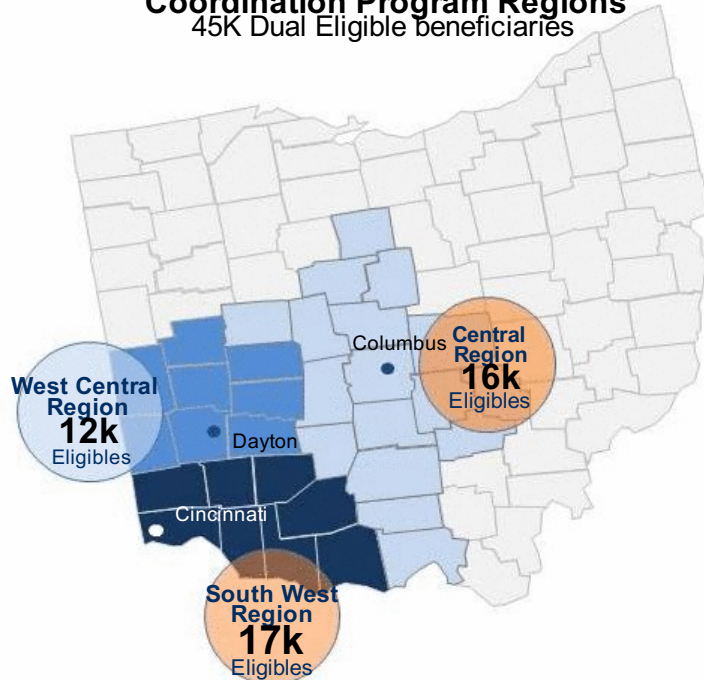 Coordination Program Regions
45K Dual Eligible beneficiaries
Columbus
Central
Region
16k
Eligibles
West Central
Region
12k
Eligibles
Dayton
Cincinnati
South West
Region
17k
Eligibles